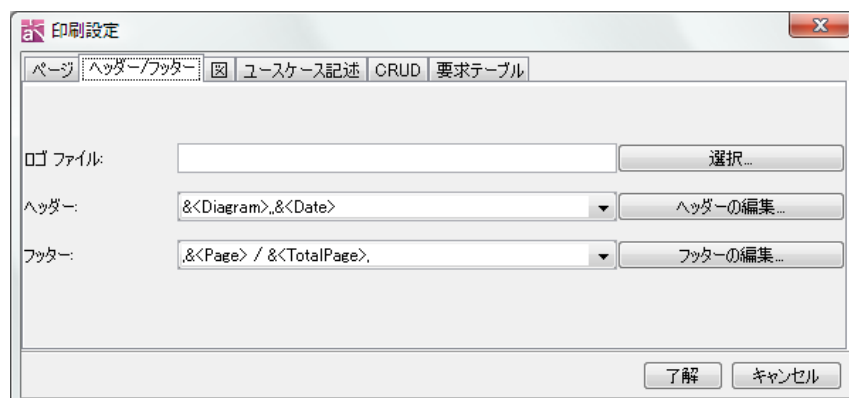 印刷設定
ページ ヘッダー/フッター 図 ユースケース記述 CRUD 要求テーブル
ロゴ ファイル: 選択...
ヘッダー: &<Diagram>,,&<Date> ヘッダーの編集...
フッター: ,&<Page> / &<TotalPage>, フッターの編集...
了解 キャンセル